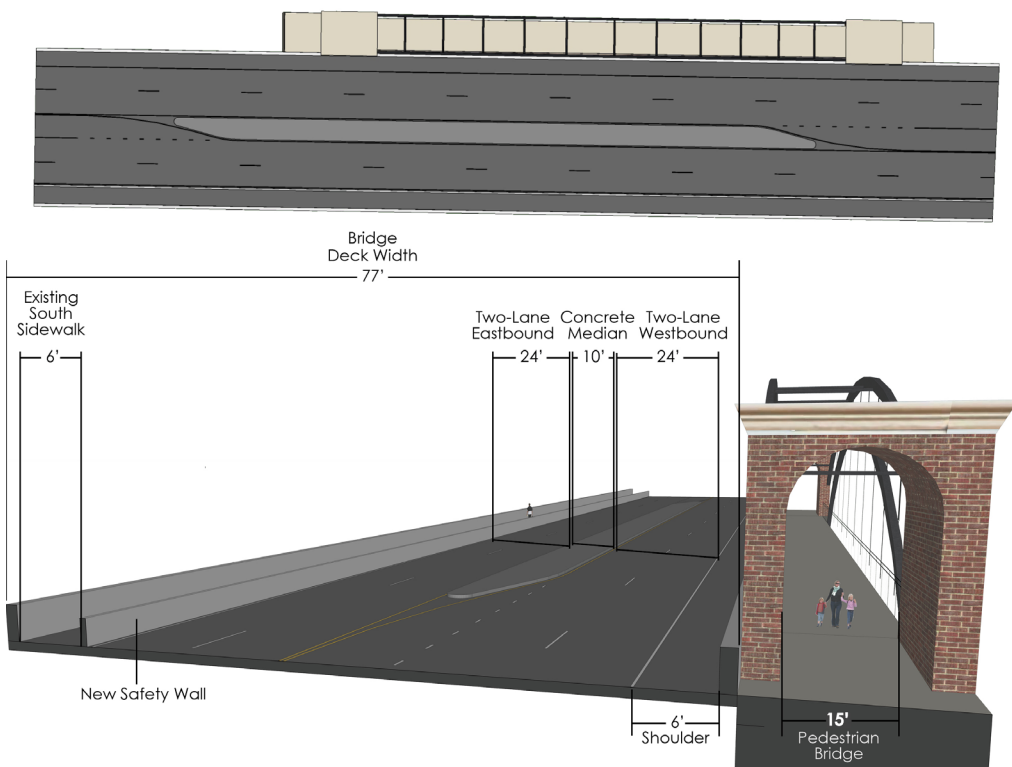 Bridge
Deck Width
77’
Existing
South
Sidewalk
6’
Two-Lane
Eastbound
24’
Concrete
Median
10’
Two-Lane
Westbound
24’
New Safety Wall
6’
Shoulder
15'
Pedestrian
Bridge